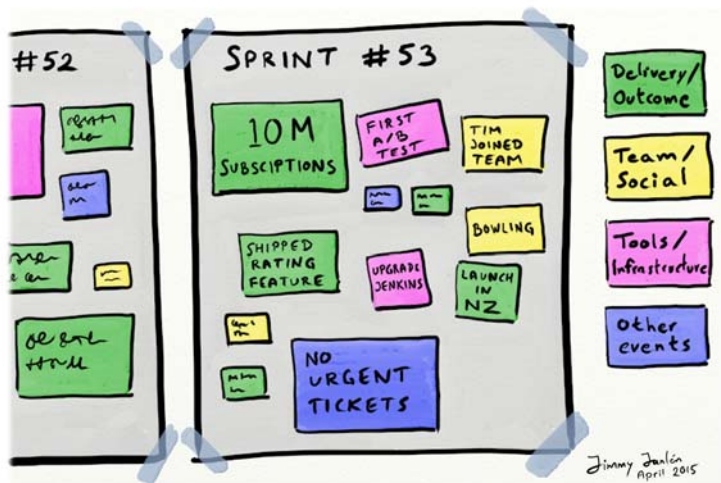 #52
SPRINT #53
10M
SUBSCIPTIONS
FIRST
A/B
TEST
TIM
JOINED
TEAM
BOWLING
SHIPPED
RATING
FEATURE
UPGRADE
JENKINS
LAUNCH
IN
NZ
NO
URGENT
TICKETS
Delivery/
Outcome
Team/
Social
Tools/
Infrastructure
Other
events
Jimmy Janlén
April 2015